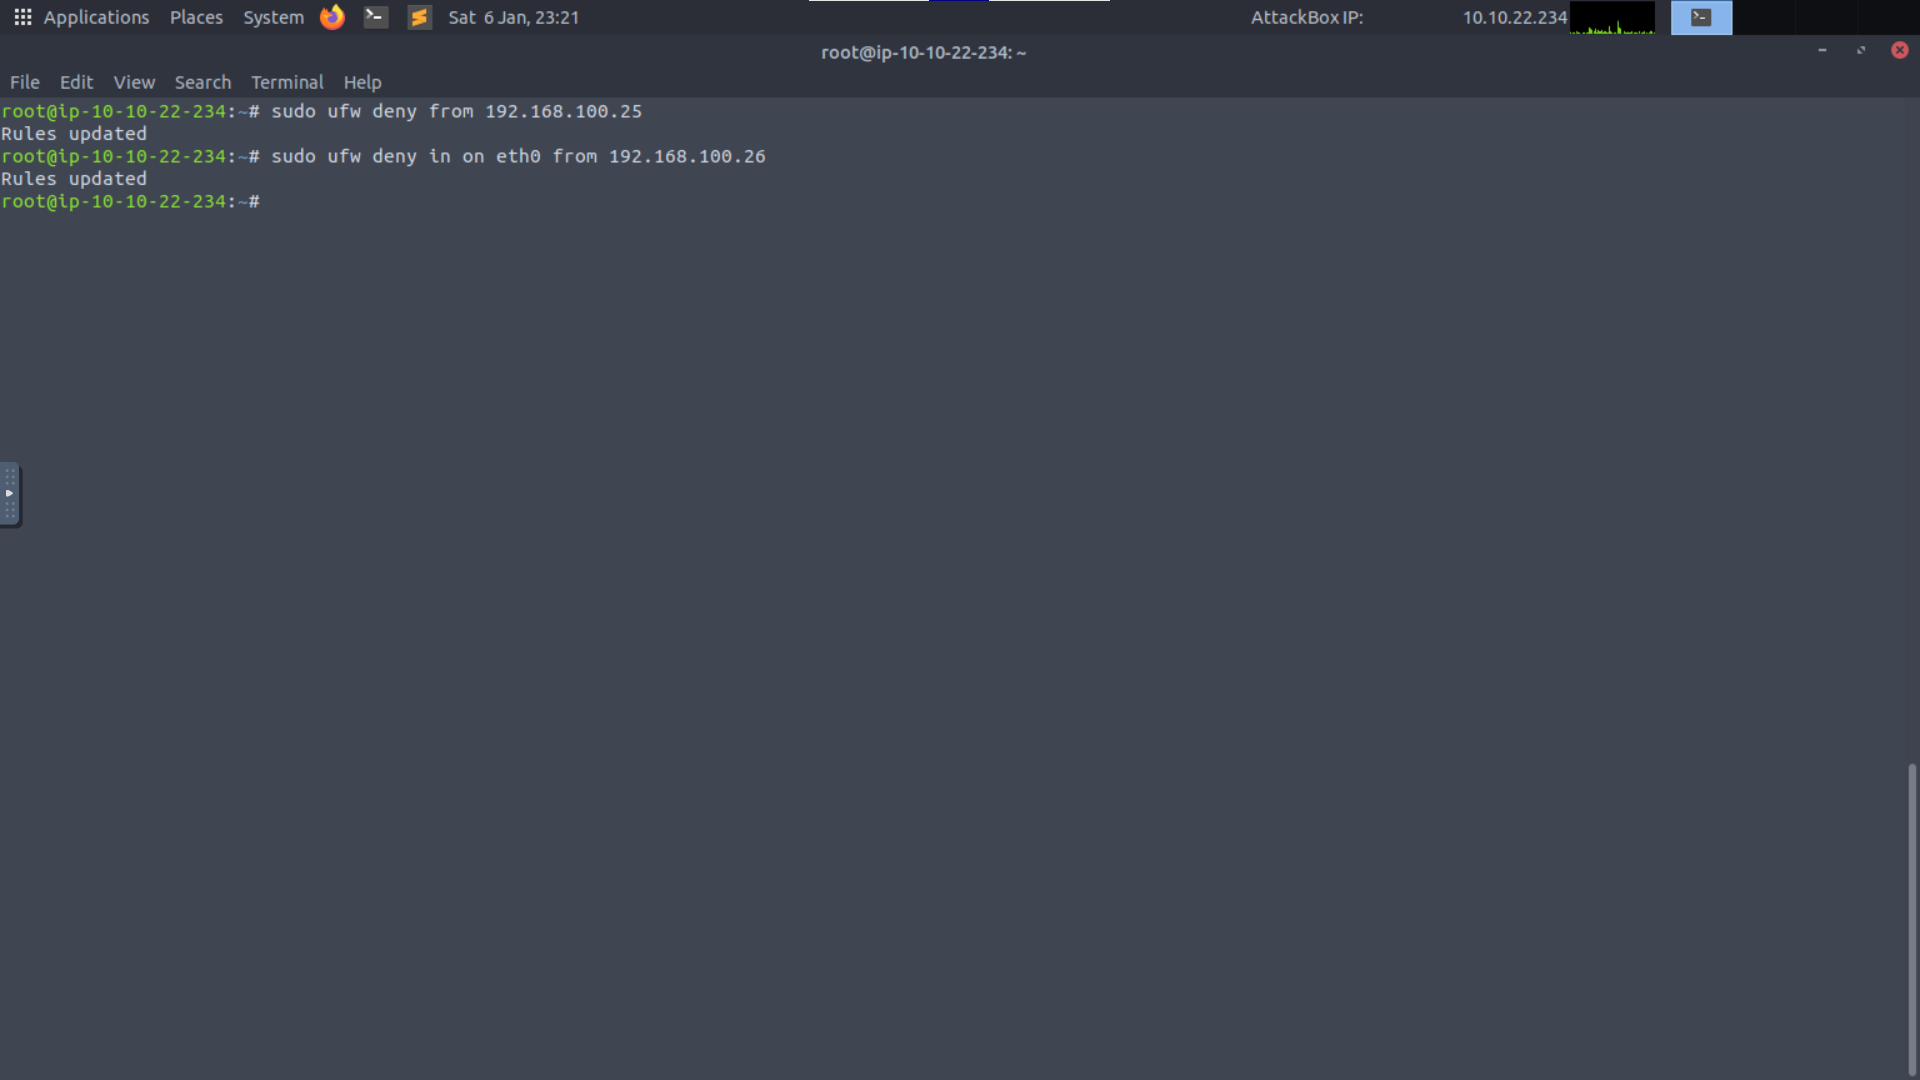 Applications Places System Sat 6 Jan, 23:21 AttackBox IP: 10.10.22.234
root@ip-10-10-22-234: ~
File Edit View Search Terminal Help
root@ip-10-10-22-234:~# sudo ufw deny from 192.168.100.25
Rules updated
root@ip-10-10-22-234:~# sudo ufw deny in on eth0 from 192.168.100.26
Rules updated
root@ip-10-10-22-234:~#